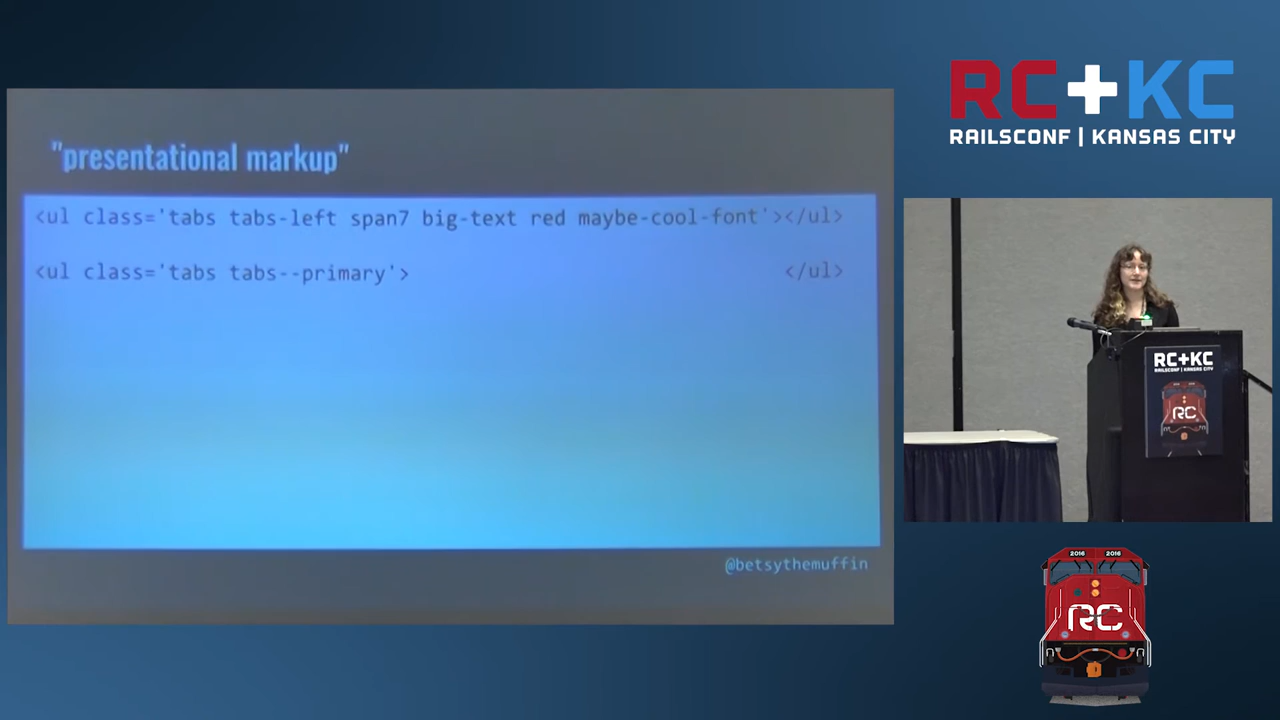 "presentational markup"
<ul class='tabs tabs-left span7 big-text red maybe-cool-font'></ul>
<ul class='tabs tabs--primary'> </ul>
@betsythemuffin
RC+KC
RAILSCONF | KANSAS CITY
RC+KC
RAILSCONF | KANSAS CITY
RC
2016 2016
RC